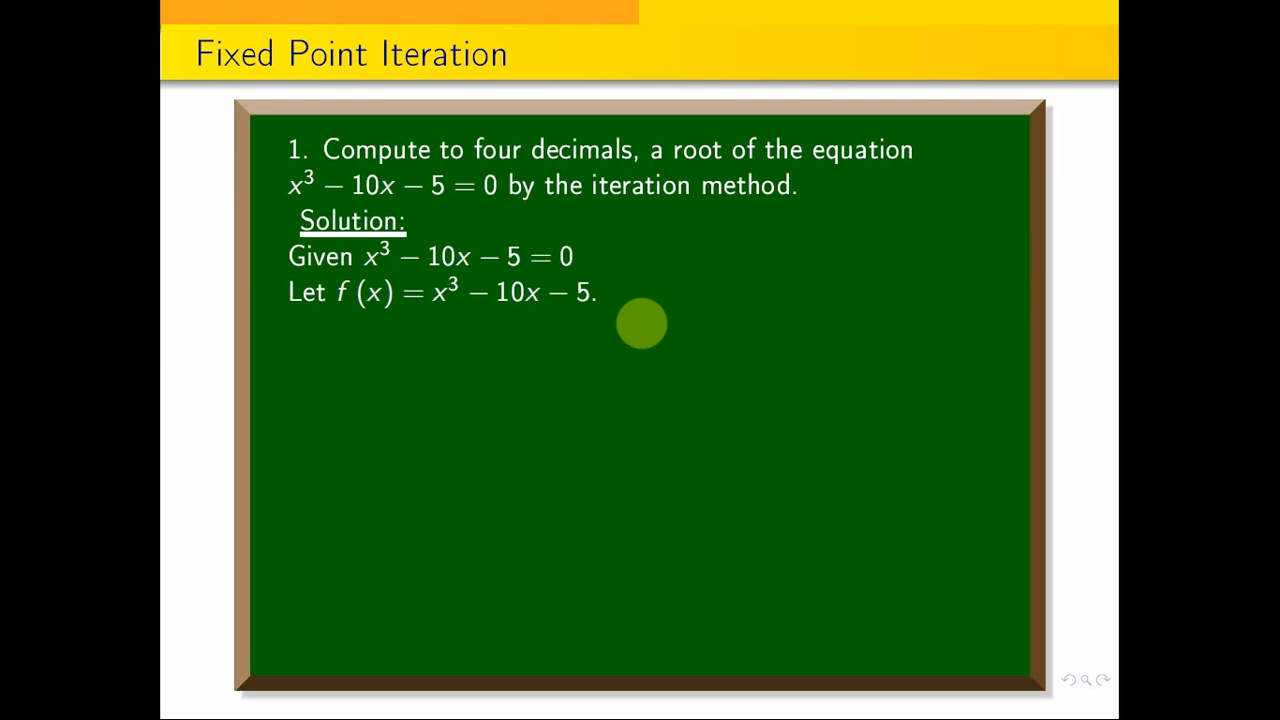 Fixed Point Iteration
1. Compute to four decimals, a root of the equation
x³ − 10x − 5 = 0 by the iteration method.
Solution:
Given x³ − 10x − 5 = 0
Let f (x) = x³ − 10x − 5.